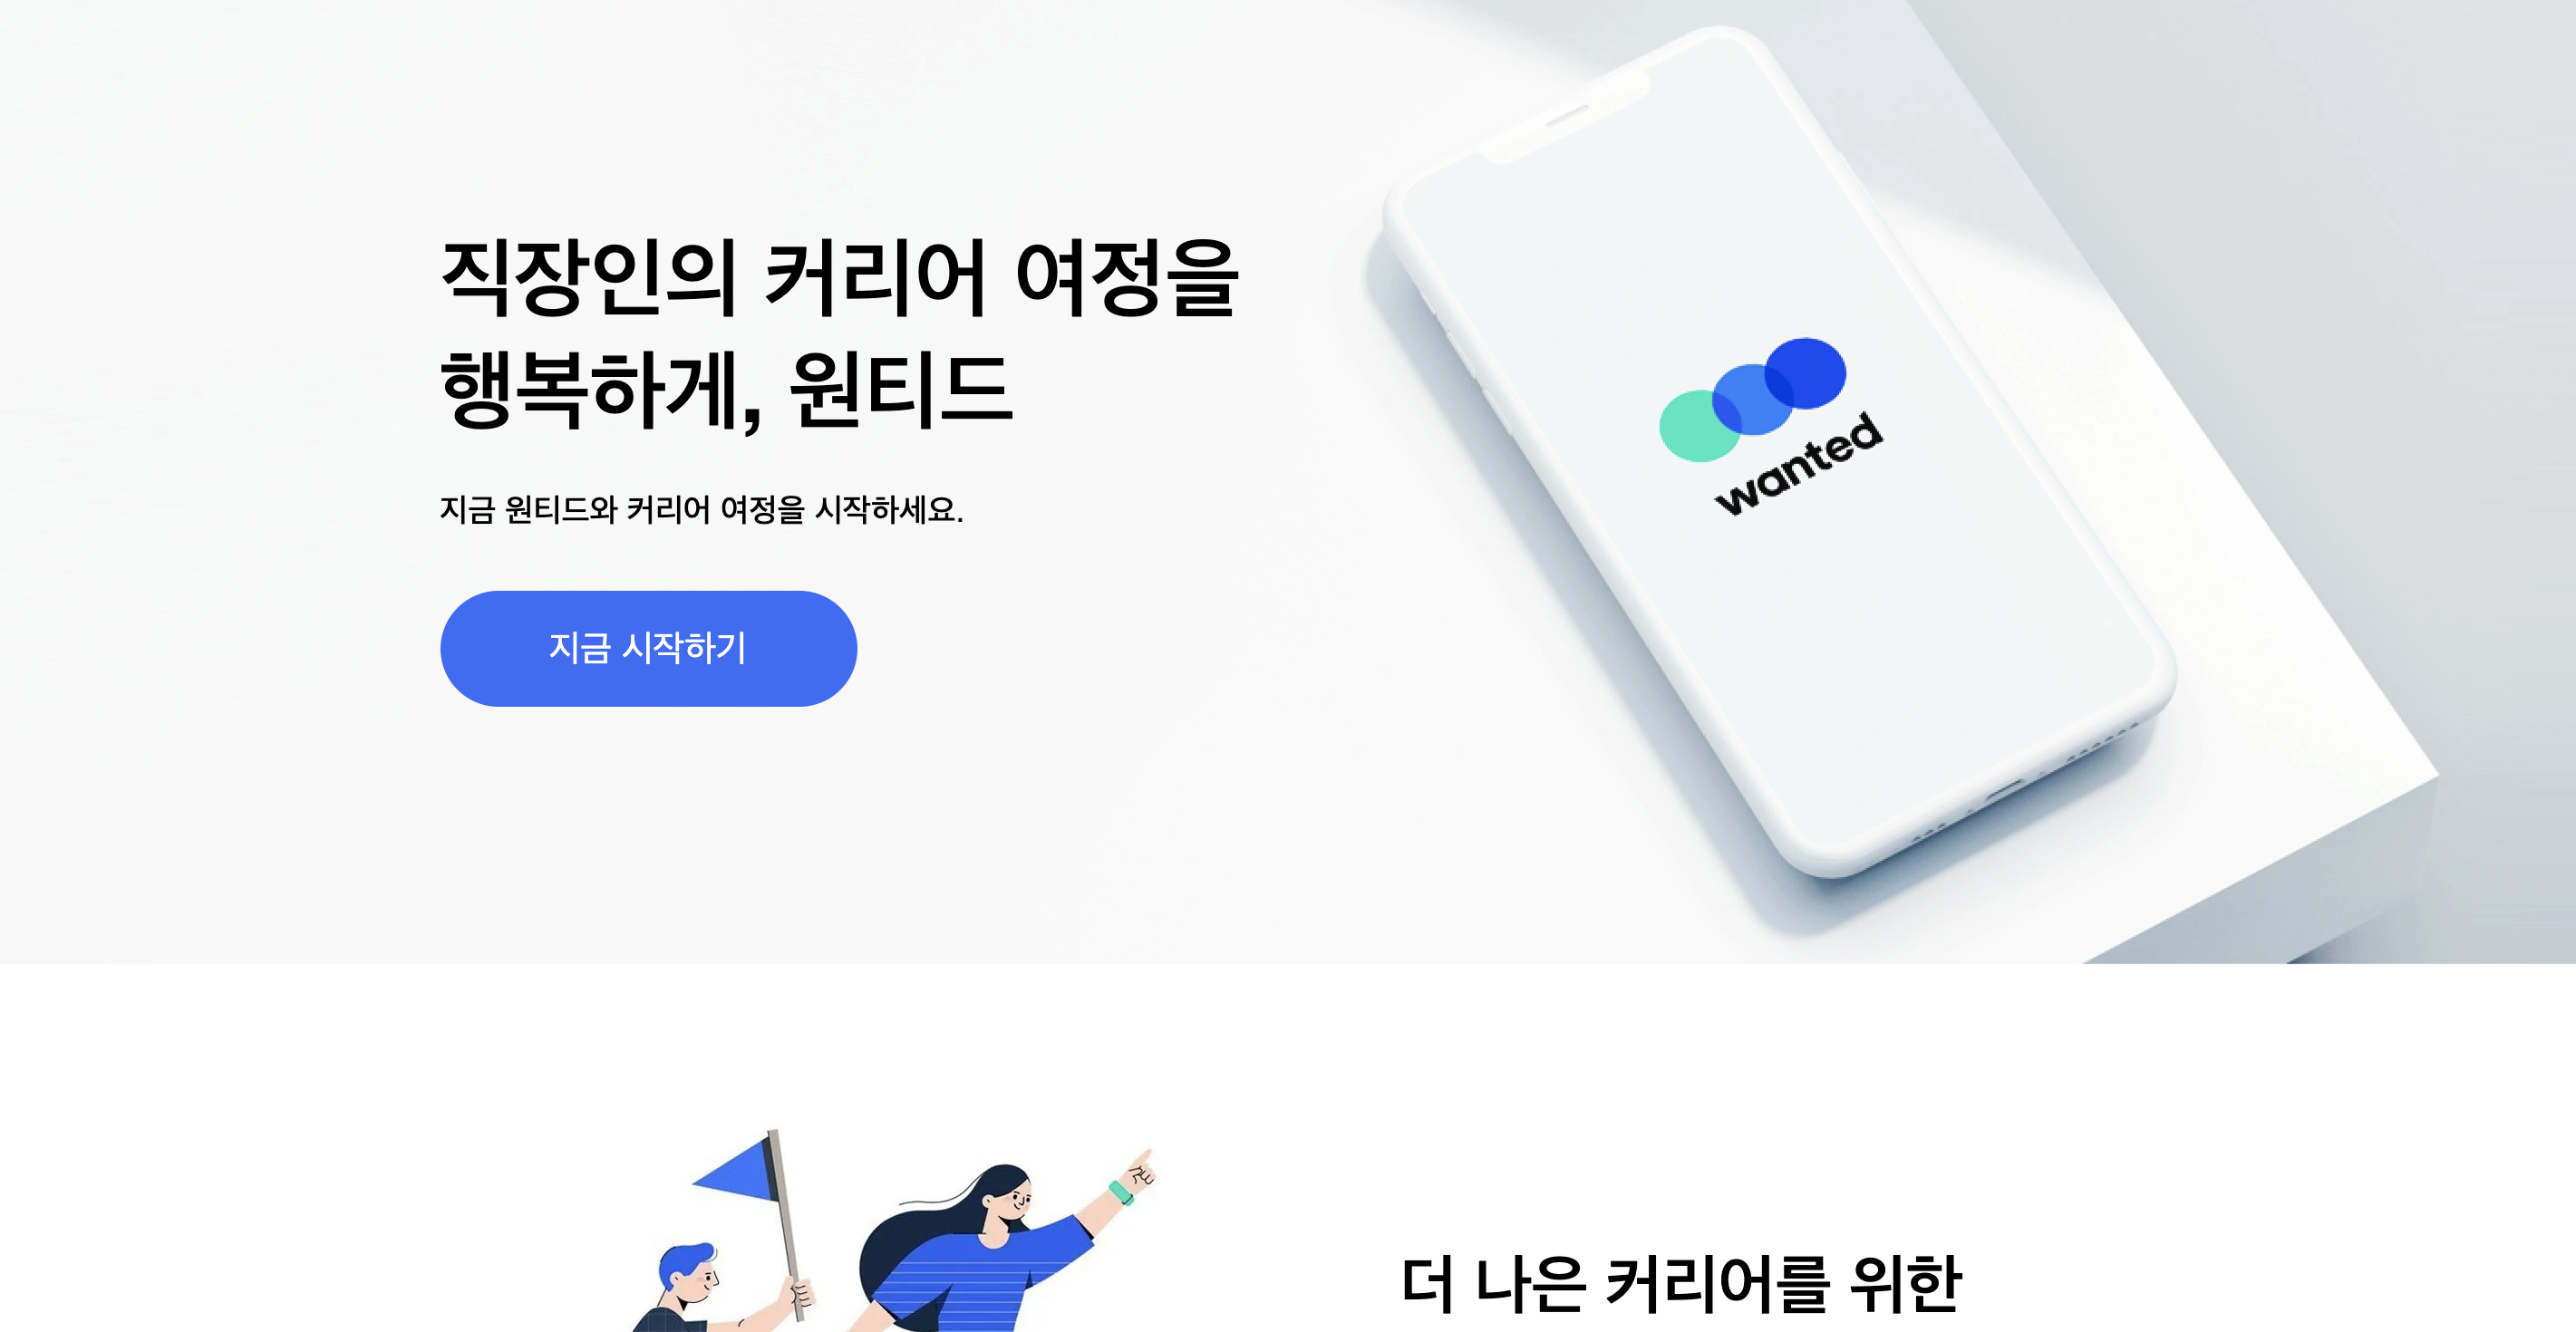 직장인의 커리어 여정을
행복하게, 원티드
지금 원티드와 커리어 여정을 시작하세요.
지금 시작하기
wanted
더 나은 커리어를 위한